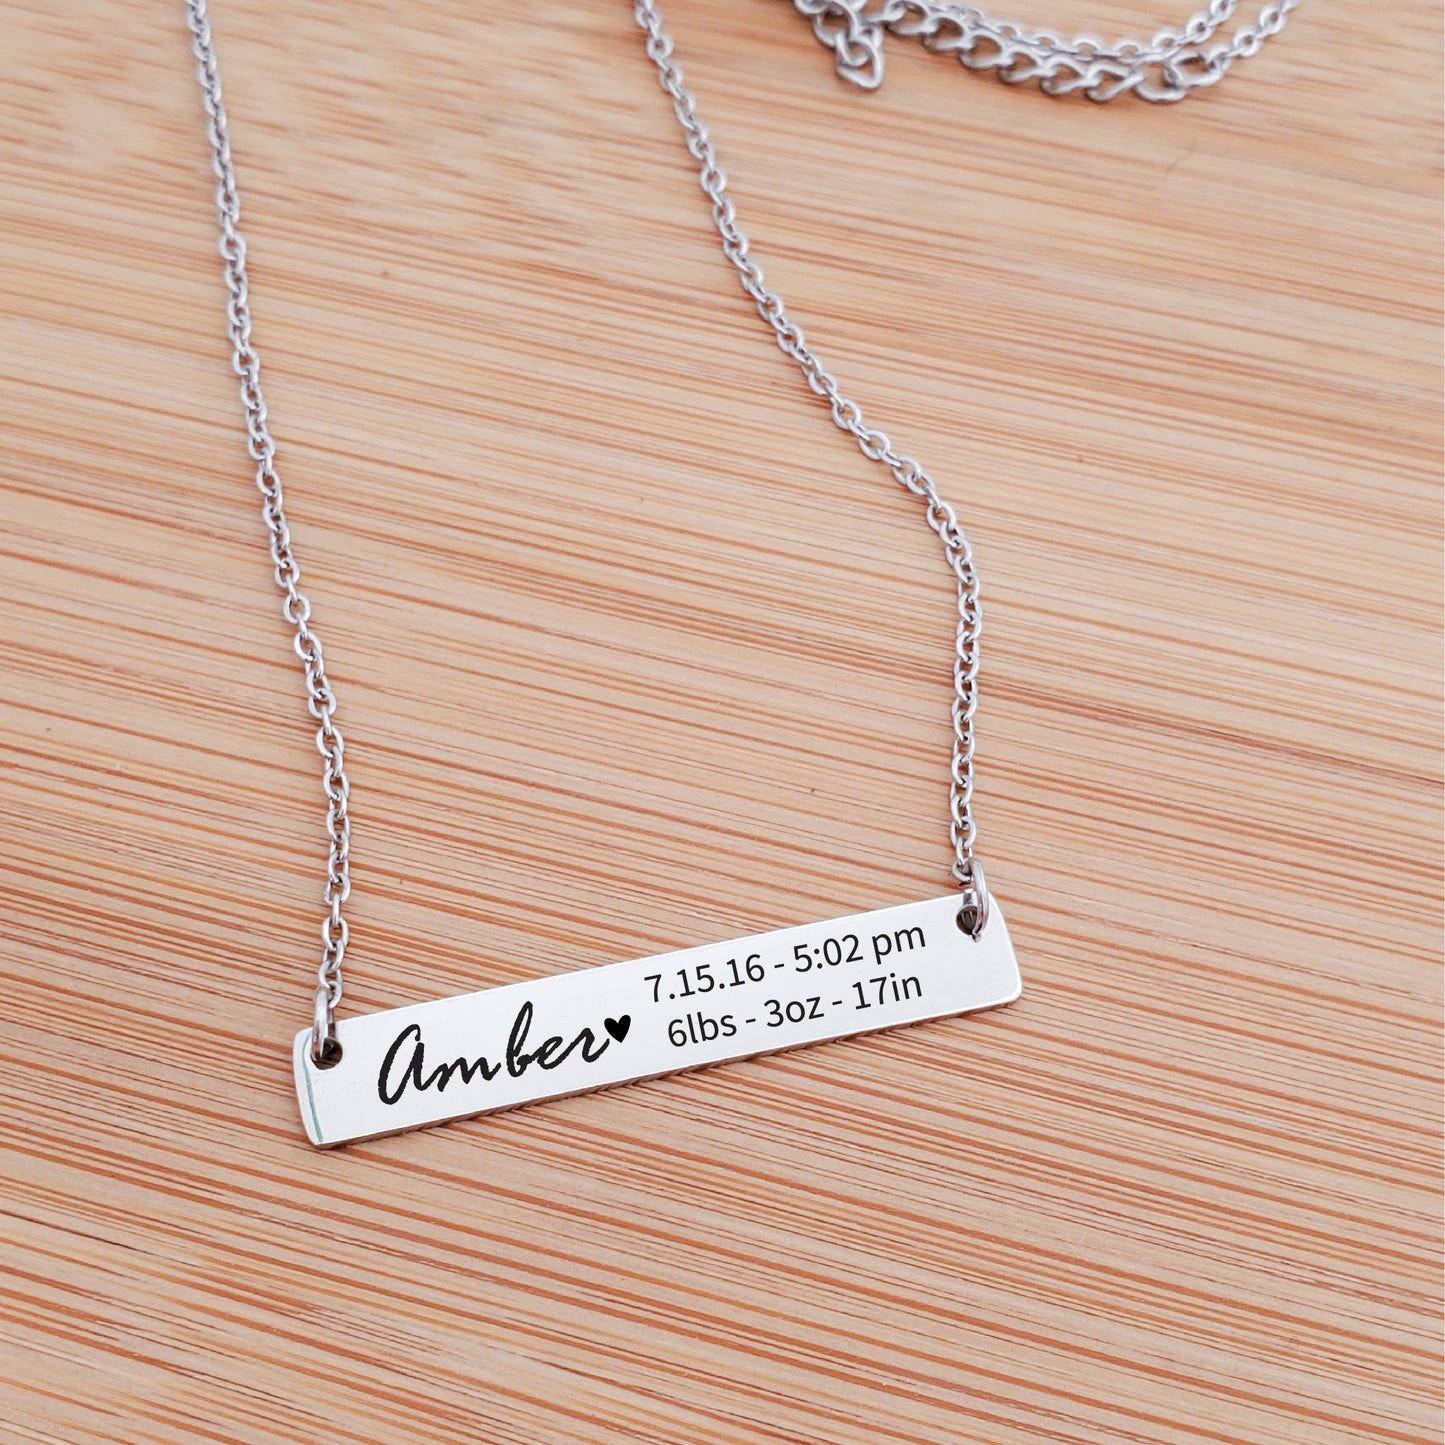 Amber♥
7.15.16 - 5:02 pm
6lbs - 3oz - 17in